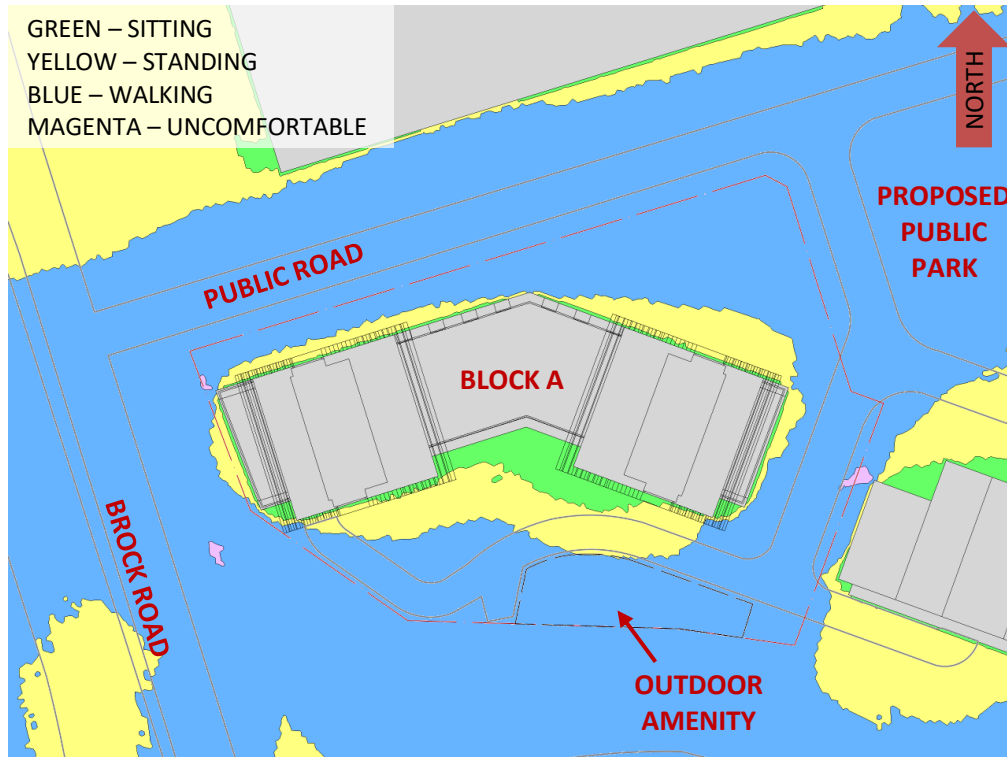 GREEN – SITTING
YELLOW – STANDING
BLUE – WALKING
MAGENTA – UNCOMFORTABLE
NORTH
PROPOSED
PUBLIC
PARK
PUBLIC ROAD
BLOCK A
BROCK ROAD
OUTDOOR
AMENITY